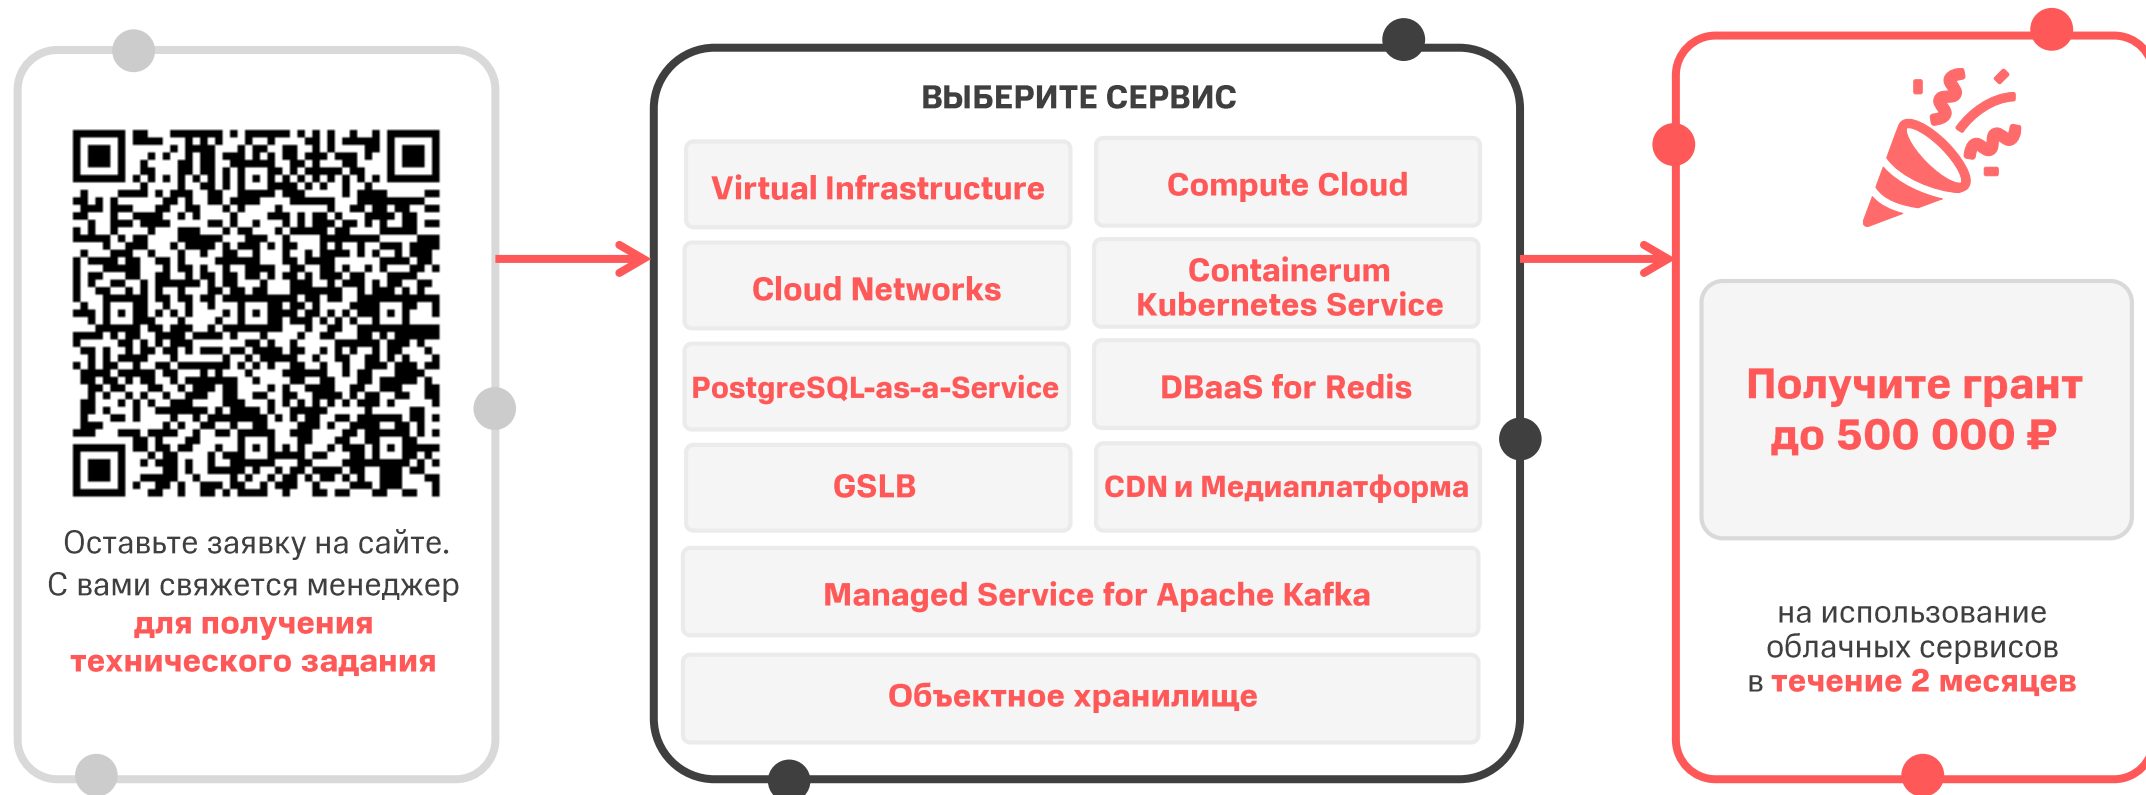 Оставьте заявку на сайте.
С вами свяжется менеджер
для получения
технического задания
ВЫБЕРИТЕ СЕРВИС
Virtual Infrastructure
Compute Cloud
Cloud Networks
Containerum
Kubernetes Service
PostgreSQL-as-a-Service
DBaaS for Redis
GSLB
CDN и Медиаплатформа
Managed Service for Apache Kafka
Объектное хранилище
Получите грант
до 500 000 ₽
на использование
облачных сервисов
в течение 2 месяцев